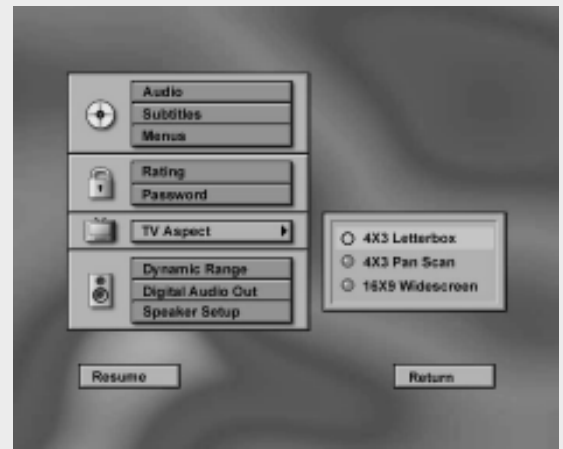 Audio
Subtitles
Menus
Rating
Password
TV Aspect
4X3 Letterbox
4X3 Pan Scan
16X9 Widescreen
Dynamic Range
Digital Audio Out
Speaker Setup
Resume
Return